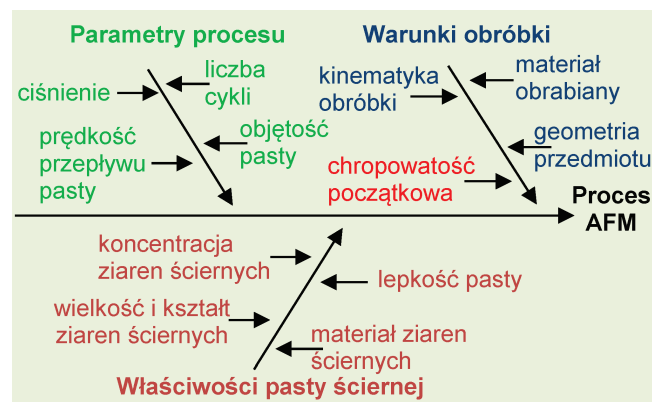 Parametry procesu
Warunki obróbki
ciśnienie
liczba
cykli
prędkość
przepływu
pasty
objętość
pasty
kinematyka
obróbki
materiał
obrabiany
geometria
przedmiotu
chropowatość
początkowa
Proces
AFM
koncentracja
ziaren ściernych
lepkość pasty
wielkość i kształt
ziaren ściernych
materiał ziaren
ściernych
Właściwości pasty ściernej